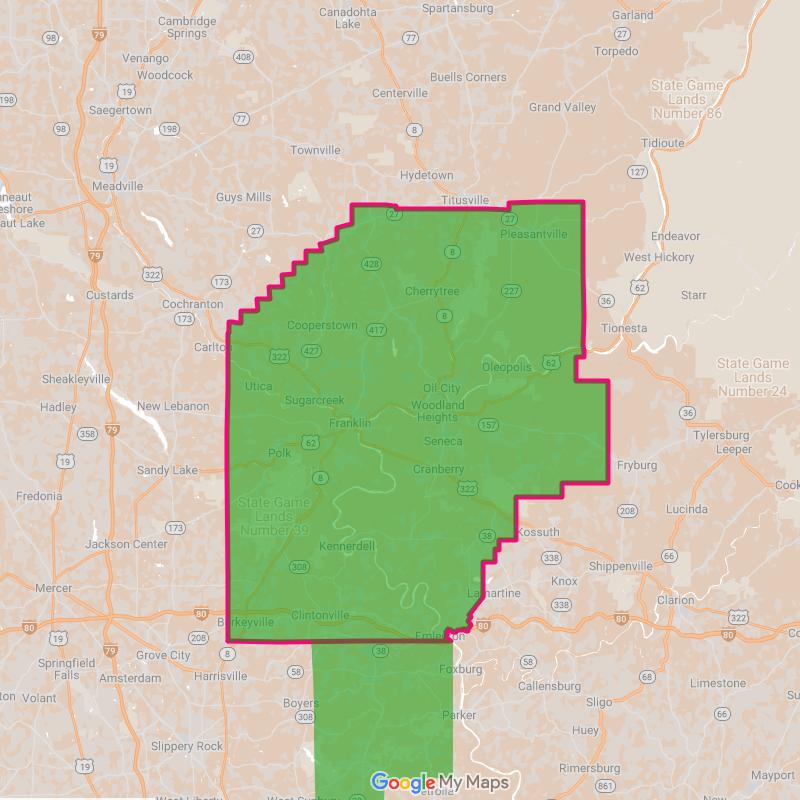 Canadohta
Lake
Spartansburg
Garland
79
Cambridge
Springs
77
27
98
Venango
Torpedo
Woodcock
408
19
Buells Corners
State Game
Lands
Number 86
198
Saegertown
Centerville
Grand Valley
98
198
77
8
Tidioute
19
Townville
Meadville
Hydetown
127
Guys Mills
Titusville
27
27
27
Pleasantville
Endeavor
8
West Hickory
79
322
428
173
Cherrytree
227
62
Starr
Custards
36
Cochranton
173
8
Cooperstown
417
Tionesta
Carlton
427
322
State Game
Lands
Number 24
Sheakleyville
Utica
Oleopolis
62
Oil City
Hadley
New Lebanon
Sugarcreek
Woodland
Heights
36
79
358
Franklin
157
Tylersburg
62
Seneca
Leeper
19
Polk
Sandy Lake
Cranberry
Fryburg
8
322
Cook
Fredonia
State Game
Lands
Number 39
208
Lucinda
173
Kossuth
Jackson Center
38
Kennerdell
338
66
308
Shippenville
Mercer
Knox
Lamartine
Clarion
338
80
Clintonville
80
322
80
Barkeyville
80
19
208
Emlenton
79
Grove City
8
38
Springfield
Falls
Foxburg
58
Harrisville
58
68
Limestone
Amsterdam
Callensburg
Volant
Boyers
Sligo
308
Parker
66
Huey
Slippery Rock
19
Rimersburg
Mayport
861
Google My Maps